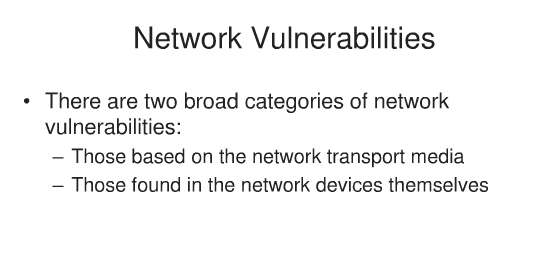 Network Vulnerabilities
• There are two broad categories of network
vulnerabilities:
– Those based on the network transport media
– Those found in the network devices themselves